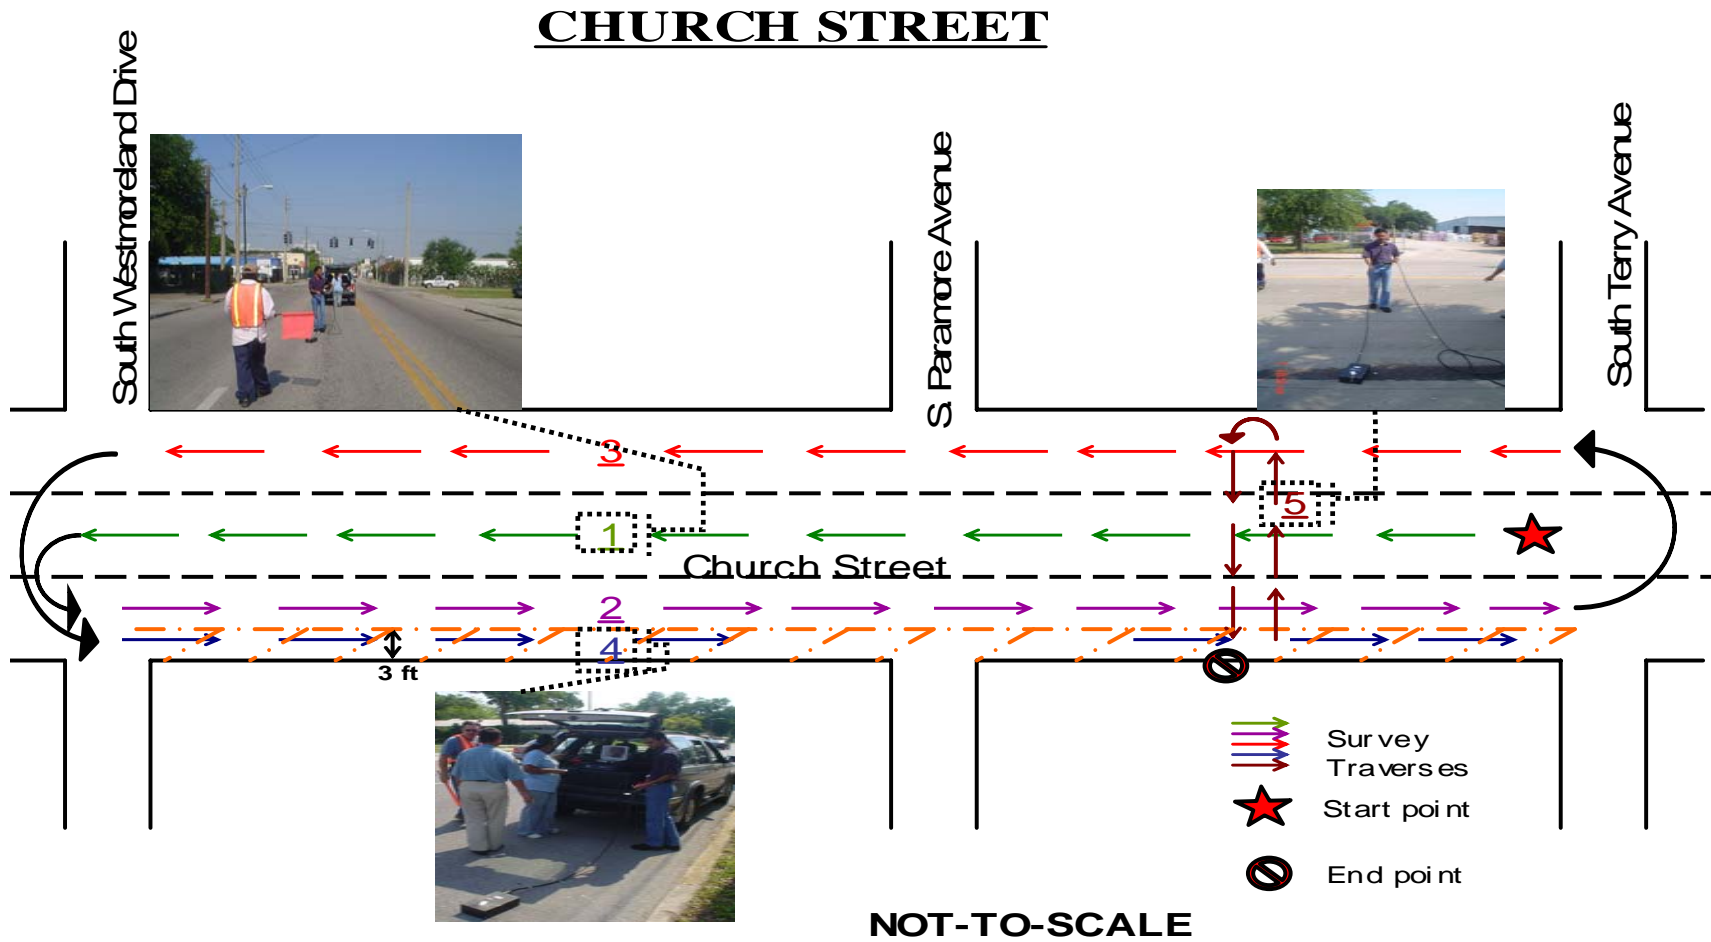 CHURCH STREET
South Westmoreland Drive
S. Paramore Avenue
South Terry Avenue
3
5
1
Church Street
2
4
3 ft
Survey
Traverses
Start point
End point
NOT-TO-SCALE